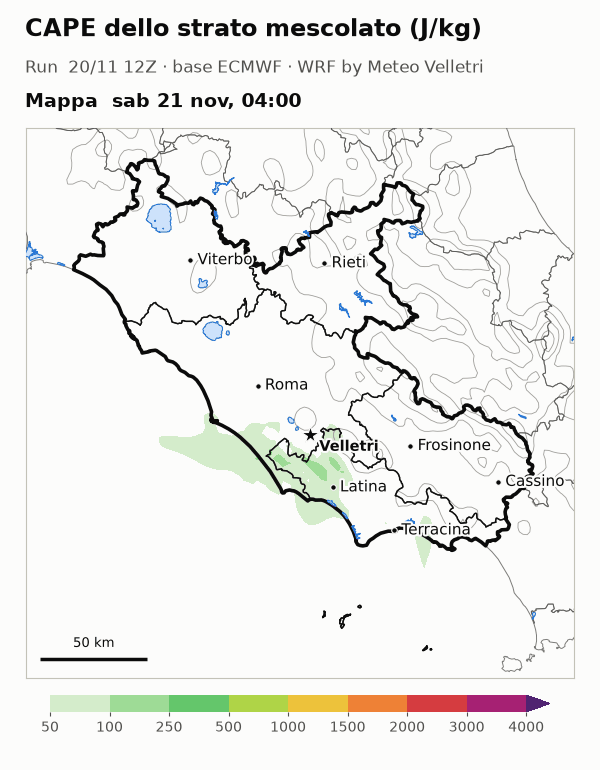 CAPE dello strato mescolato (J/kg)
Run  20/11 12Z · base ECMWF · WRF by Meteo Velletri
Mappa  sab 21 nov, 04:00
Viterbo
Rieti
Roma
Velletri
Frosinone
Cassino
Latina
Terracina
50 km
50 100 250 500 1000 1500 2000 3000 4000